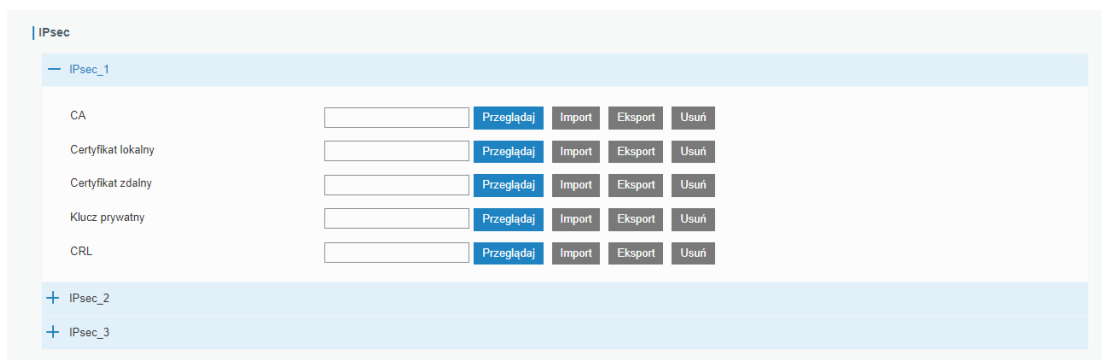 IPsec
IPsec_1
CA Przeglądaj Import Eksport Usuń
Certyfikat lokalny Przeglądaj Import Eksport Usuń
Certyfikat zdalny Przeglądaj Import Eksport Usuń
Klucz prywatny Przeglądaj Import Eksport Usuń
CRL Przeglądaj Import Eksport Usuń
IPsec_2
IPsec_3